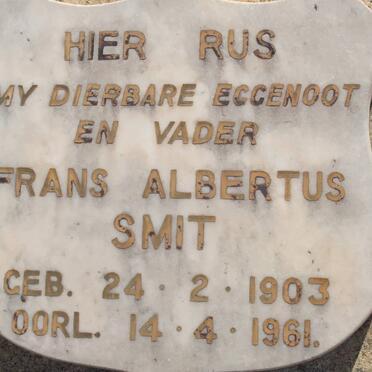 HIER RUS
MY DIERBARE EGGENOOT
EN VADER
FRANS ALBERTUS
SMIT
GEB. 24 · 2 · 1903
OORL. 14 · 4 · 1961.